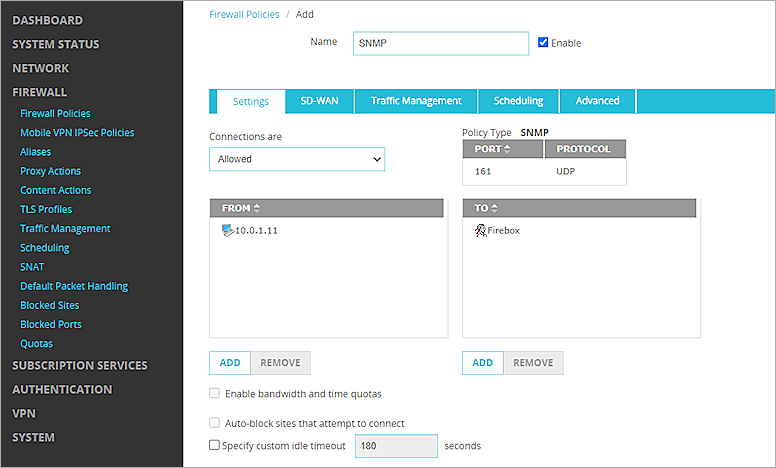 DASHBOARD
SYSTEM STATUS
NETWORK
FIREWALL
Firewall Policies
Mobile VPN IPSec Policies
Aliases
Proxy Actions
Content Actions
TLS Profiles
Traffic Management
Scheduling
SNAT
Default Packet Handling
Blocked Sites
Blocked Ports
Quotas
SUBSCRIPTION SERVICES
AUTHENTICATION
VPN
SYSTEM
Firewall Policies / Add
Name SNMP Enable
Settings SD-WAN Traffic Management Scheduling Advanced
Connections are
Allowed
Policy Type SNMP
PORT PROTOCOL
161 UDP
FROM
10.0.1.11
ADD REMOVE
TO
Firebox
ADD REMOVE
Enable bandwidth and time quotas
Auto-block sites that attempt to connect
Specify custom idle timeout 180 seconds